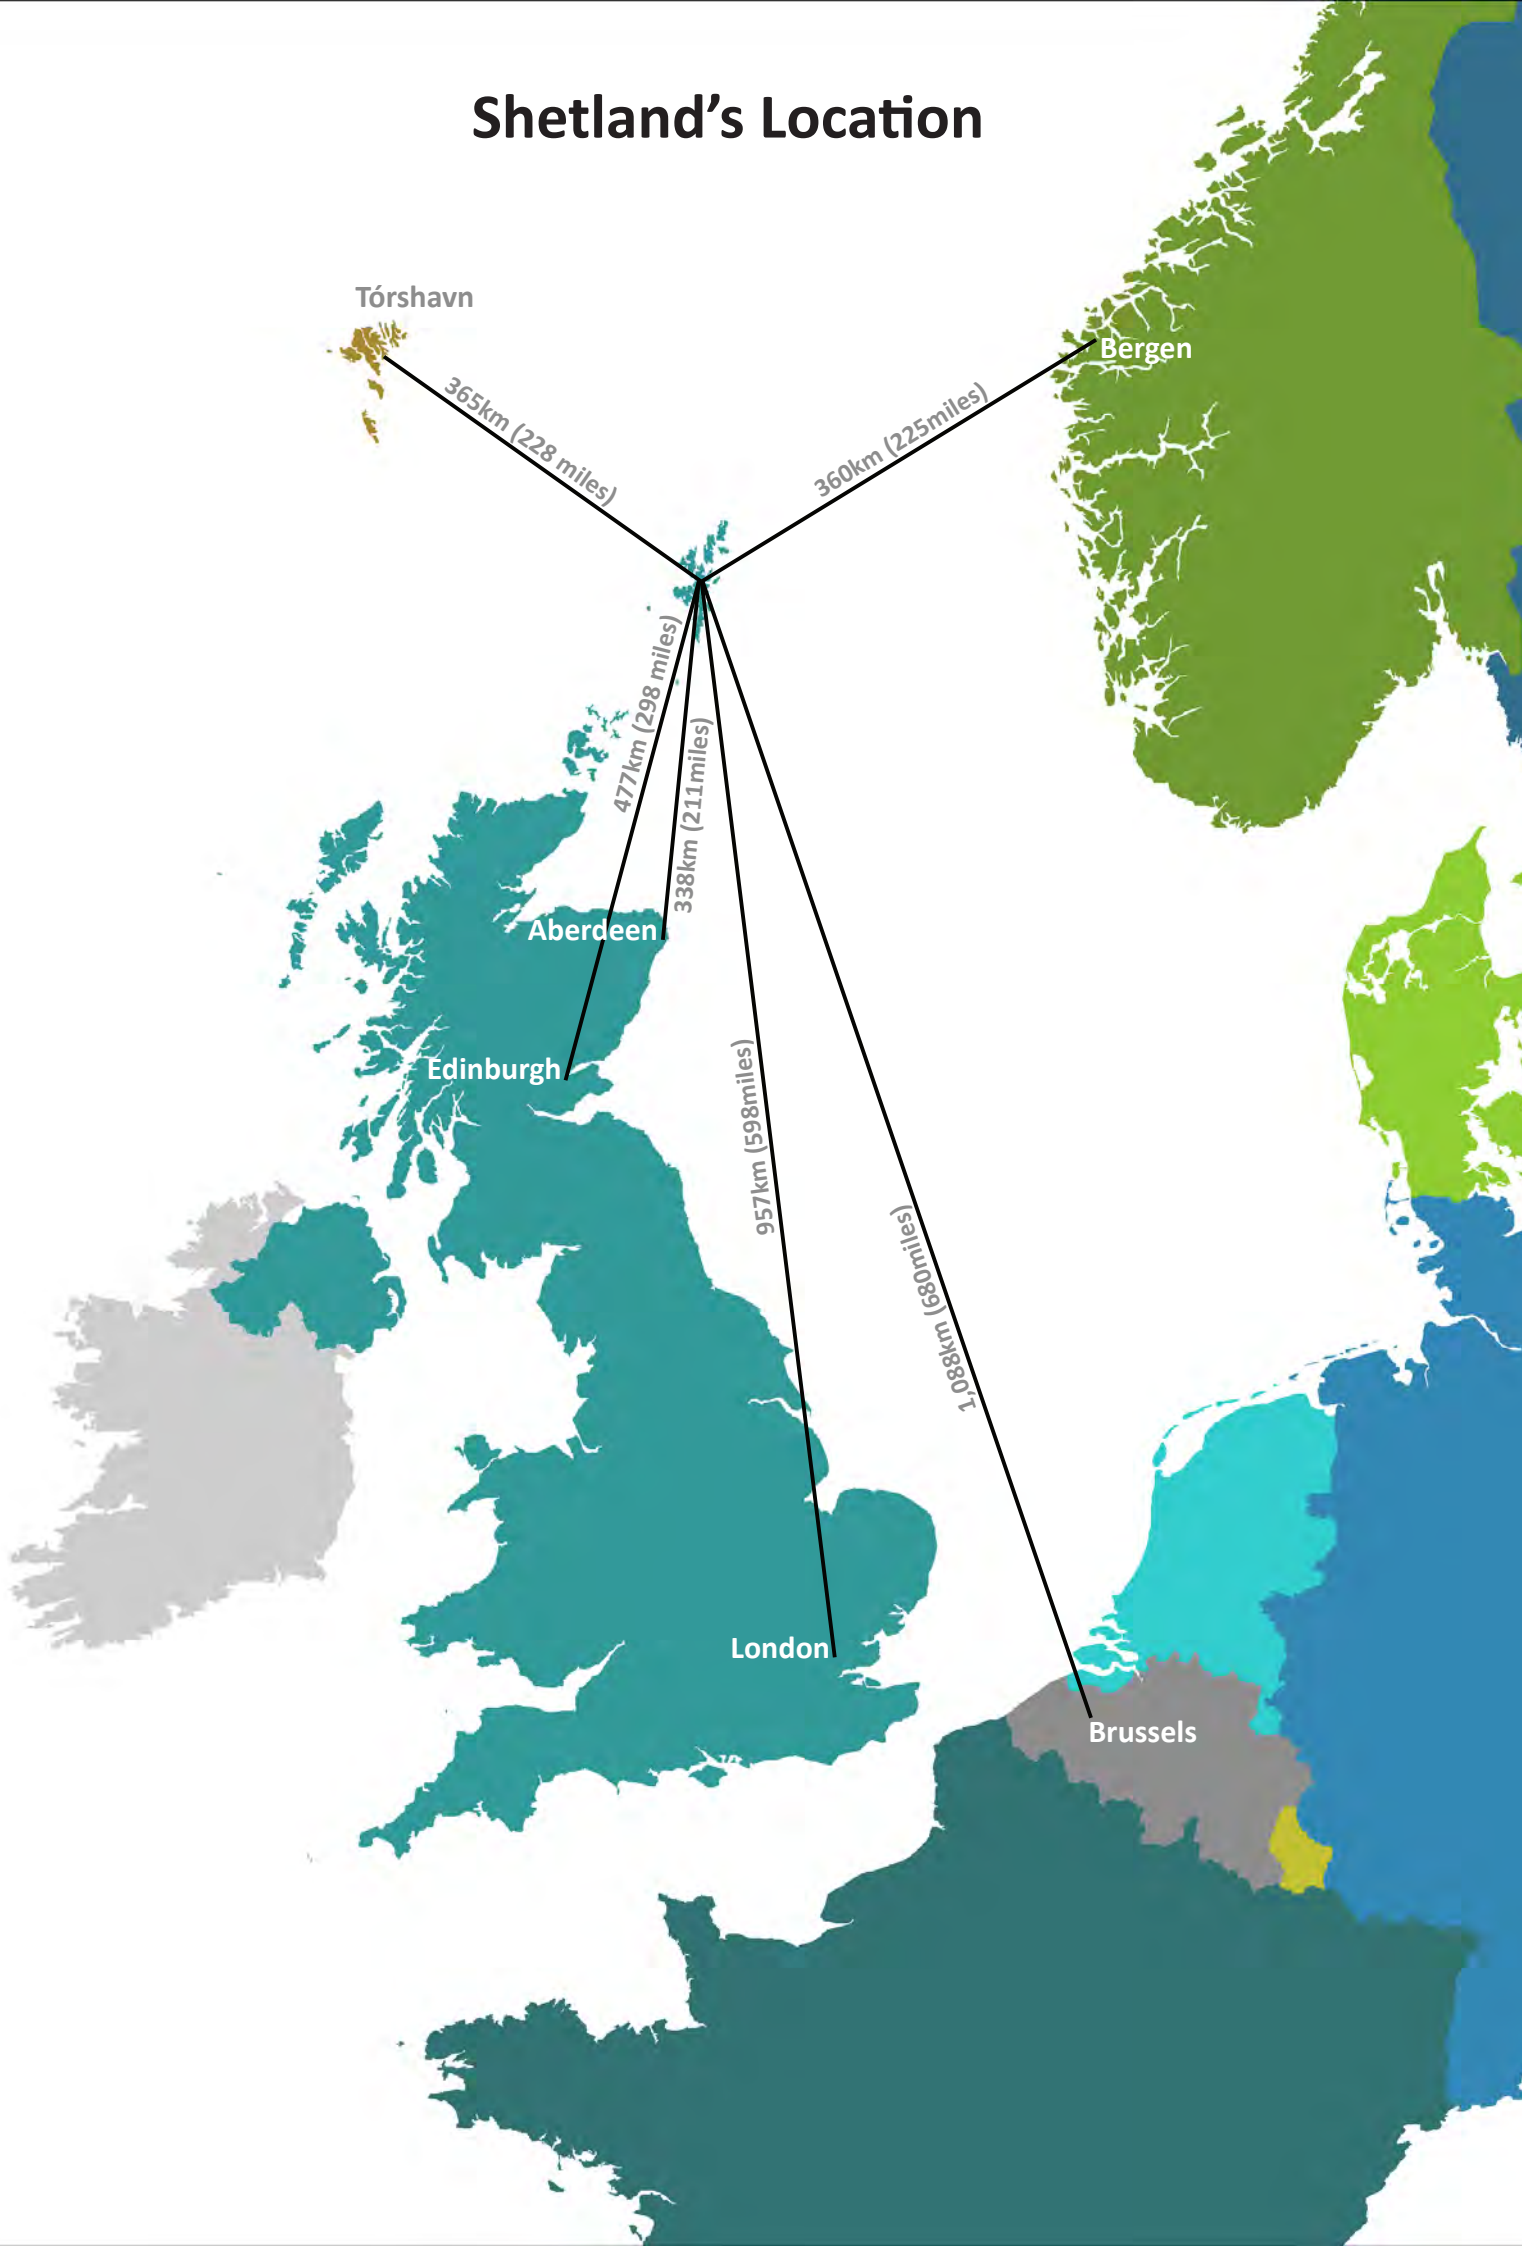 Shetland's Location
Tórshavn
Bergen
365km (228 miles)
360km (225miles)
477km (298 miles)
338km (211miles)
Aberdeen
Edinburgh
957km (598miles)
1,088km (680miles)
London
Brussels